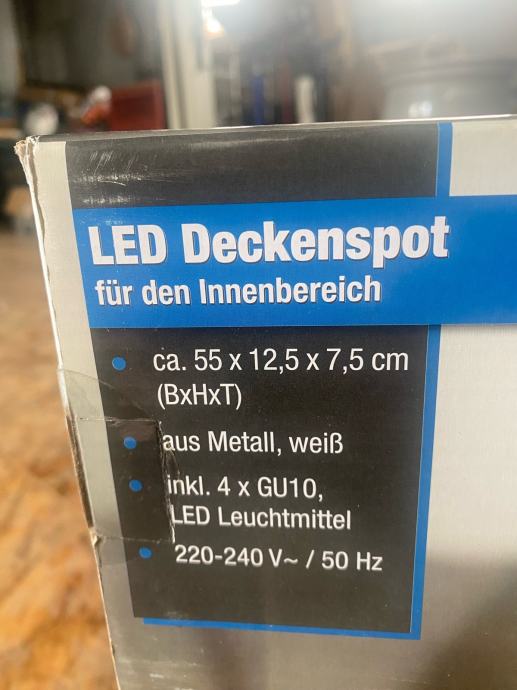 LED Deckenspot
für den Innenbereich
ca. 55 x 12,5 x 7,5 cm
(BxHxT)
aus Metall, weiß
inkl. 4 x GU10,
LED Leuchtmittel
220-240 V~ / 50 Hz